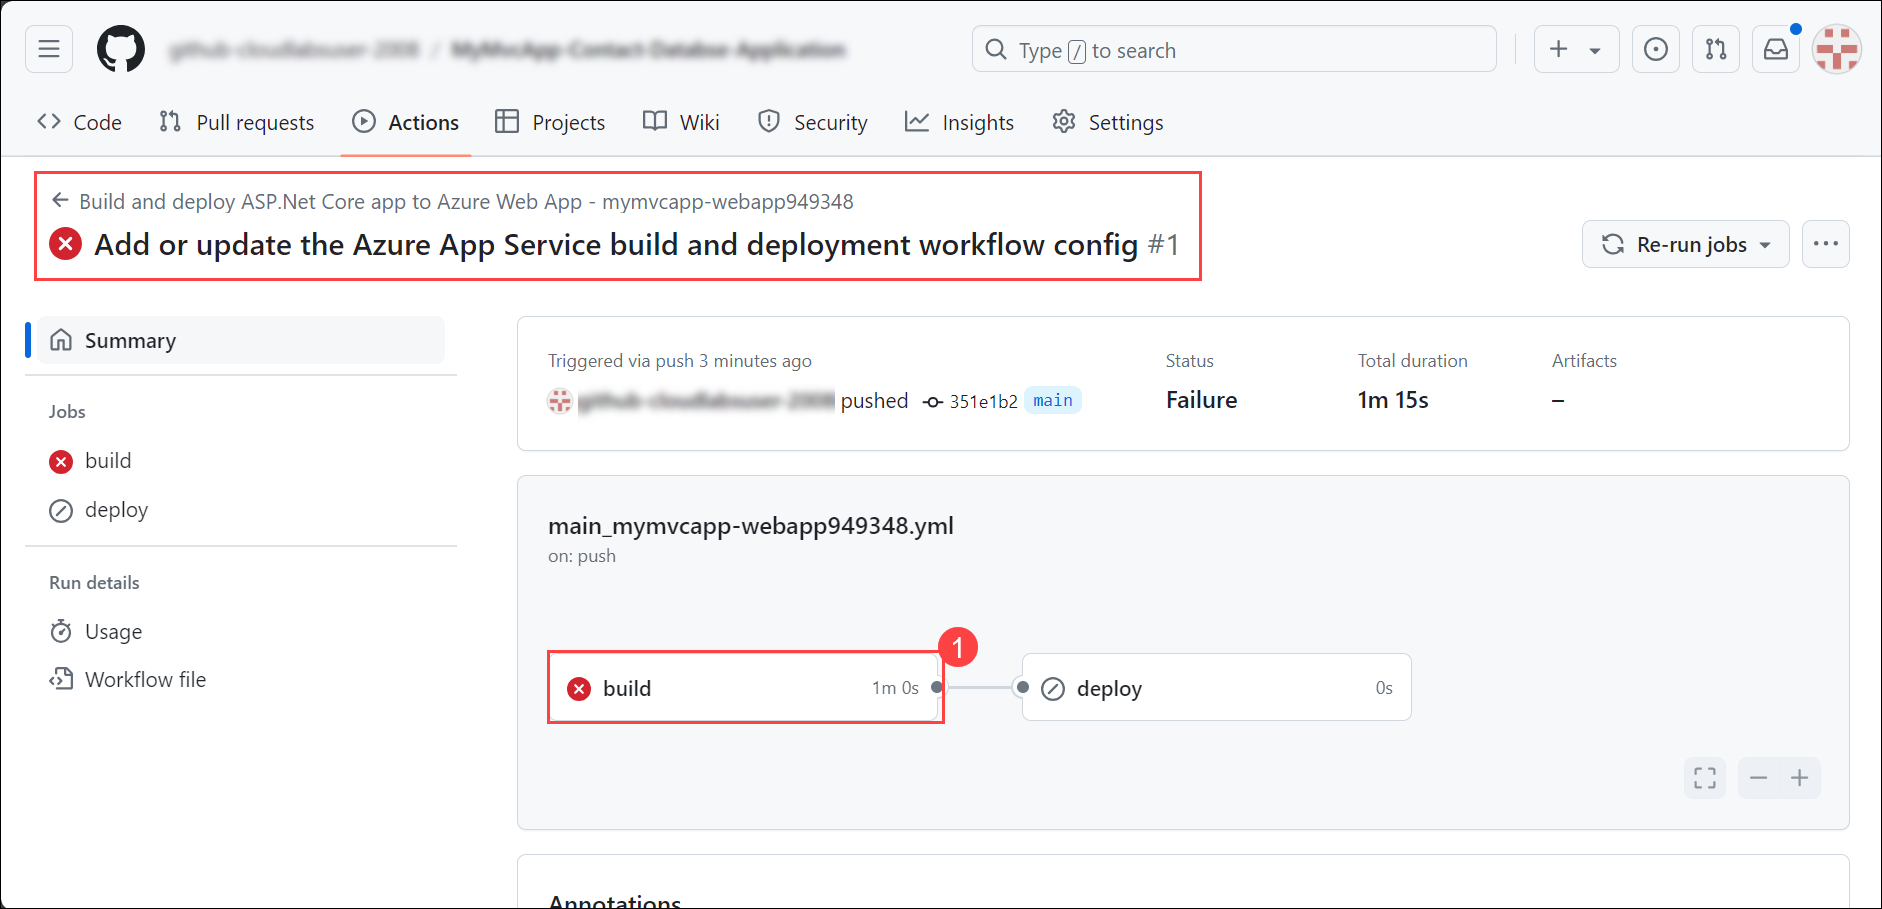 Type / to search
Code Pull requests Actions Projects Wiki Security Insights Settings
Build and deploy ASP.Net Core app to Azure Web App - mymvcapp-webapp949348
Add or update the Azure App Service build and deployment workflow config #1
Re-run jobs
Summary
Jobs
build
deploy
Run details
Usage
Workflow file
Triggered via push 3 minutes ago
pushed 351e1b2 main
Status
Failure
Total duration
1m 15s
Artifacts
–
main_mymvcapp-webapp949348.yml
on: push
1
build 1m 0s
deploy 0s
Annotations